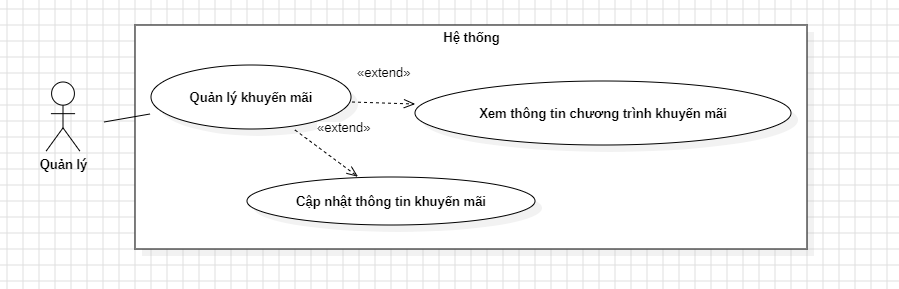 Hệ thống
«extend»
Quản lý khuyến mãi
Xem thông tin chương trình khuyến mãi
«extend»
Quản lý
Cập nhật thông tin khuyến mãi